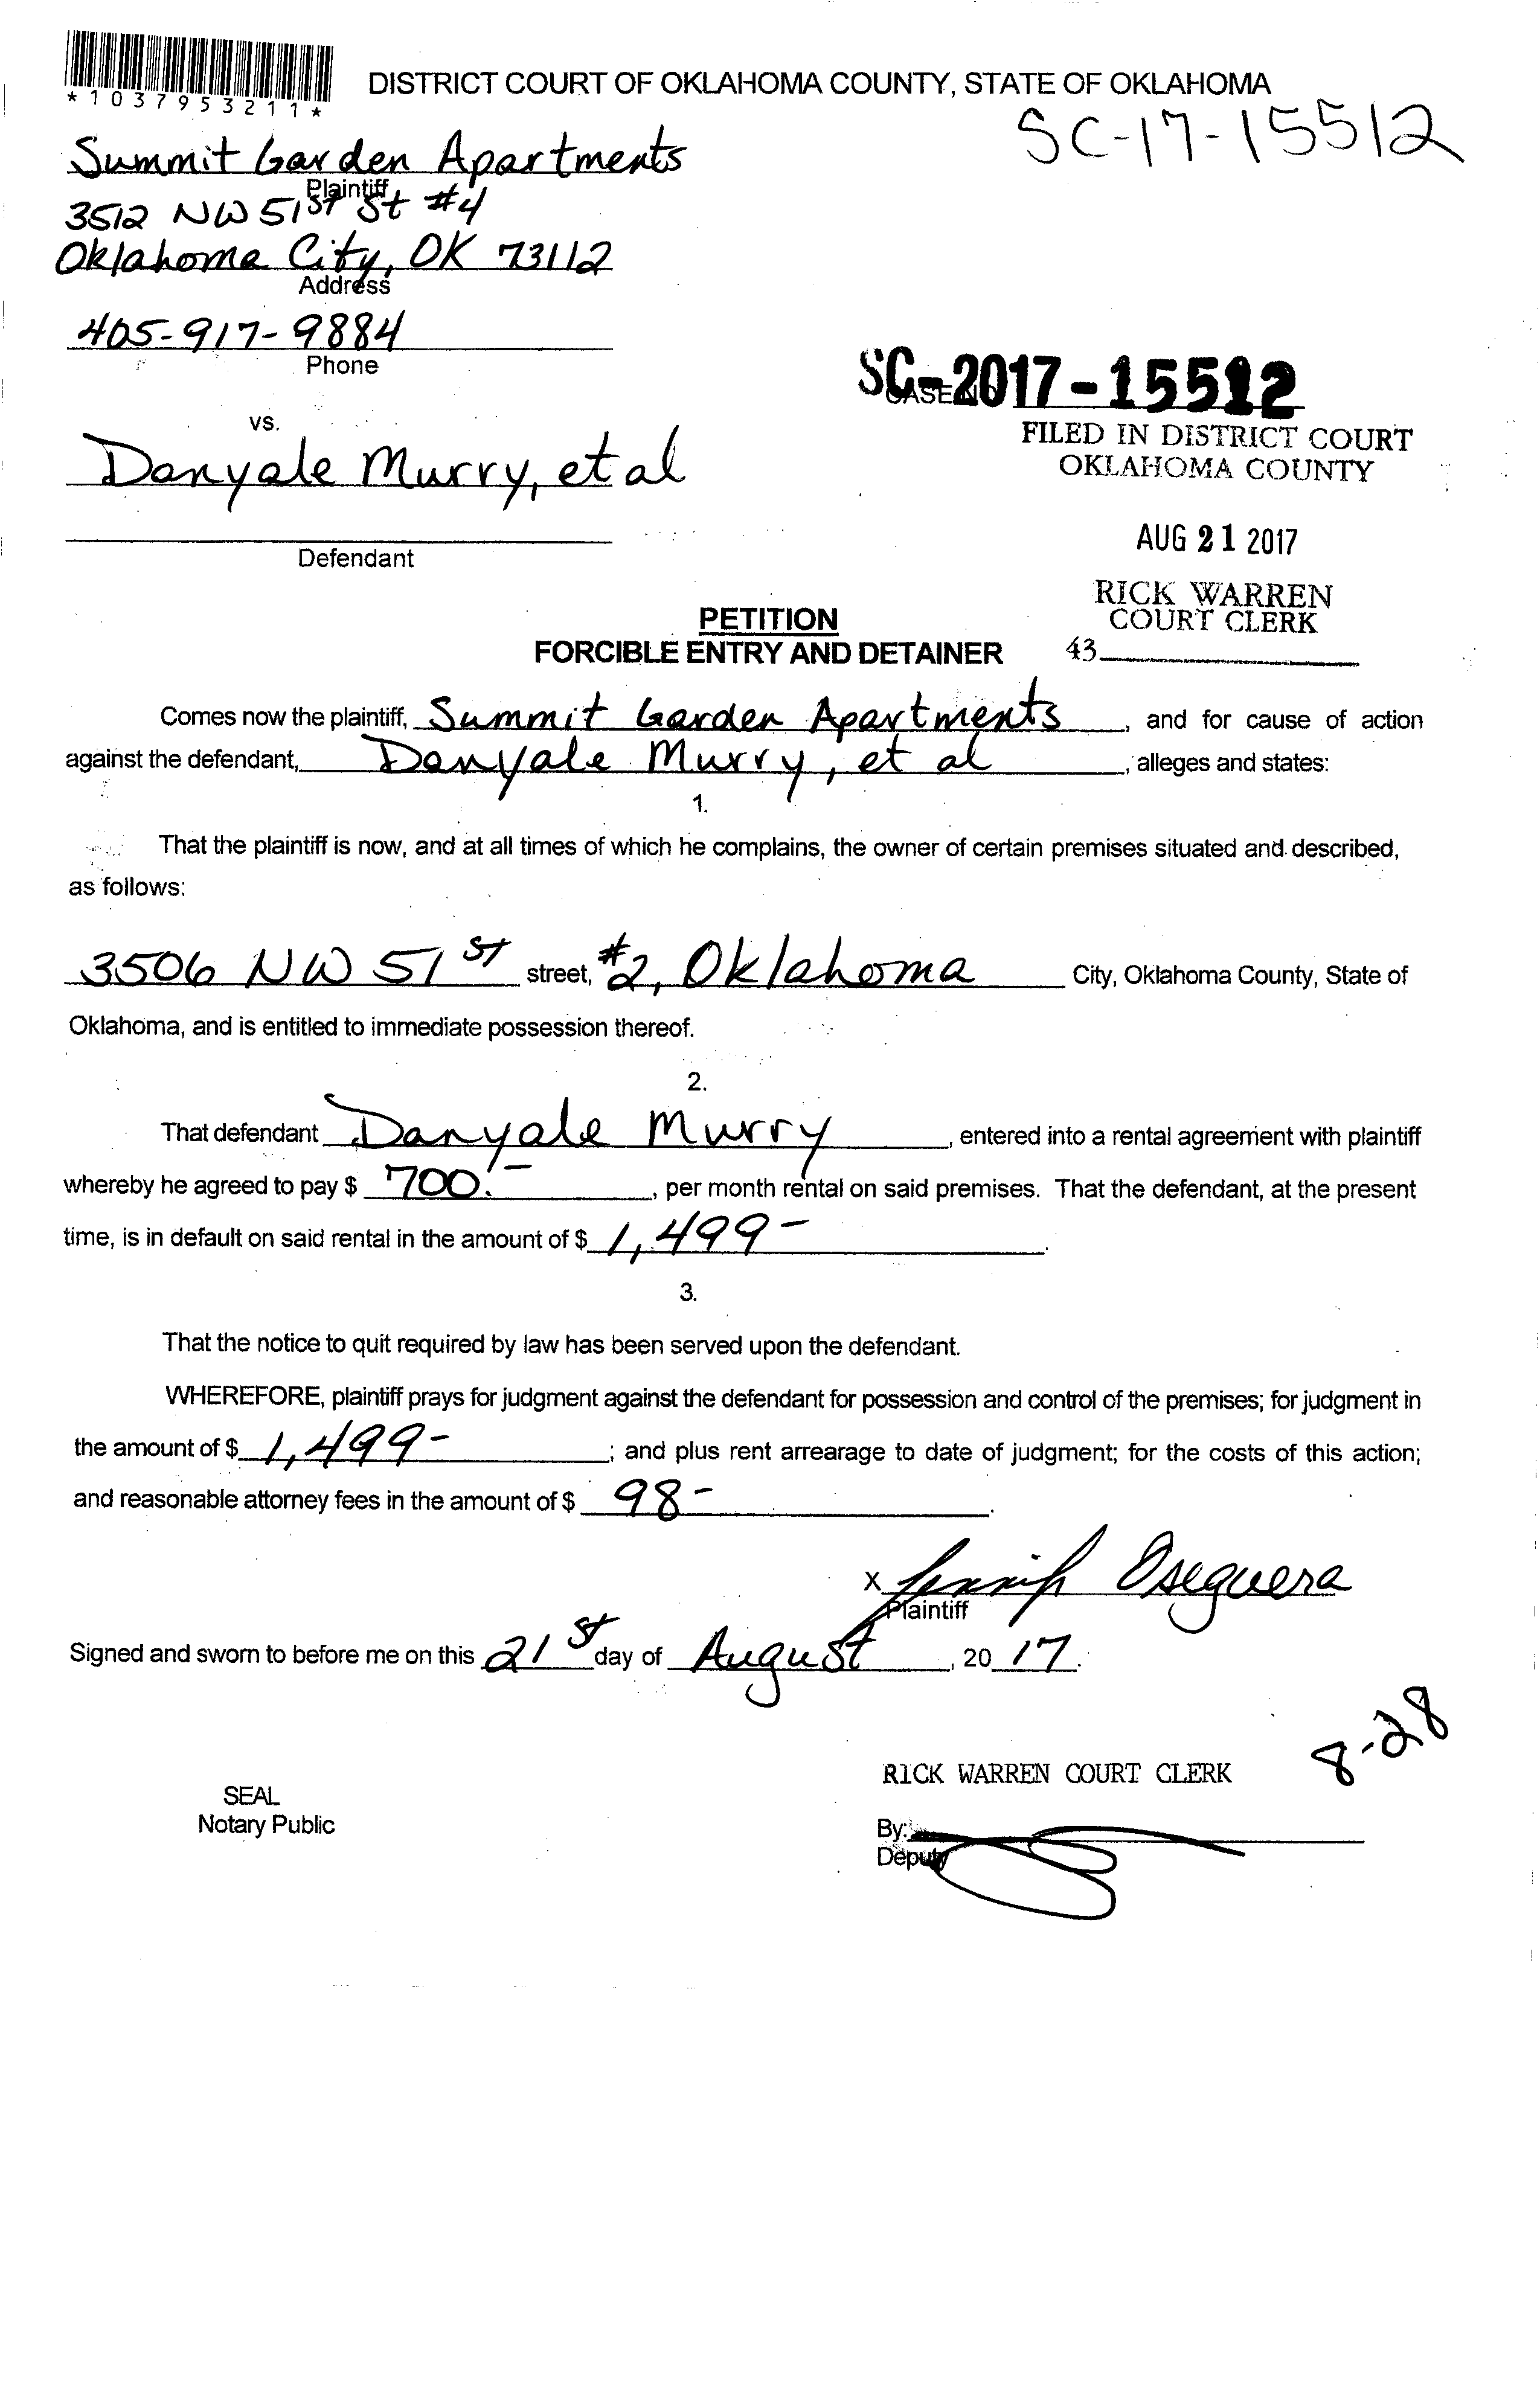 *1037953211*
DISTRICT COURT OF OKLAHOMA COUNTY, STATE OF OKLAHOMA
SC-17-15512
Summit Garden Apartments
Plaintiff
3512 NW 51st St #4
Oklahoma City, OK 73112
Address
405-917-9884
Phone
SC-2017-15512
CASE NO
vs.
FILED IN DISTRICT COURT
OKLAHOMA COUNTY
Danyale Murry, et al
Defendant
AUG 21 2017
RICK WARREN
COURT CLERK
43
PETITION
FORCIBLE ENTRY AND DETAINER
Comes now the plaintiff, Summit Garden Apartments, and for cause of action
against the defendant, Danyale Murry, et al, alleges and states:
1.
That the plaintiff is now, and at all times of which he complains, the owner of certain premises situated and described,
as follows:
3506 NW 51 ST street, #2, Oklahoma City, Oklahoma County, State of
Oklahoma, and is entitled to immediate possession thereof.
2.
That defendant Danyale Murry, entered into a rental agreement with plaintiff
whereby he agreed to pay $ 700.-, per month rental on said premises. That the defendant, at the present
time, is in default on said rental in the amount of $ 1,499-.
3.
That the notice to quit required by law has been served upon the defendant.
WHEREFORE, plaintiff prays for judgment against the defendant for possession and control of the premises; for judgment in
the amount of $ 1,499-; and plus rent arrearage to date of judgment; for the costs of this action;
and reasonable attorney fees in the amount of $ 98-.
X Jennif Oseguera
Plaintiff
Signed and sworn to before me on this 21st day of August, 2017.
8-28
RICK WARREN COURT CLERK
SEAL
Notary Public
By:
Deputy